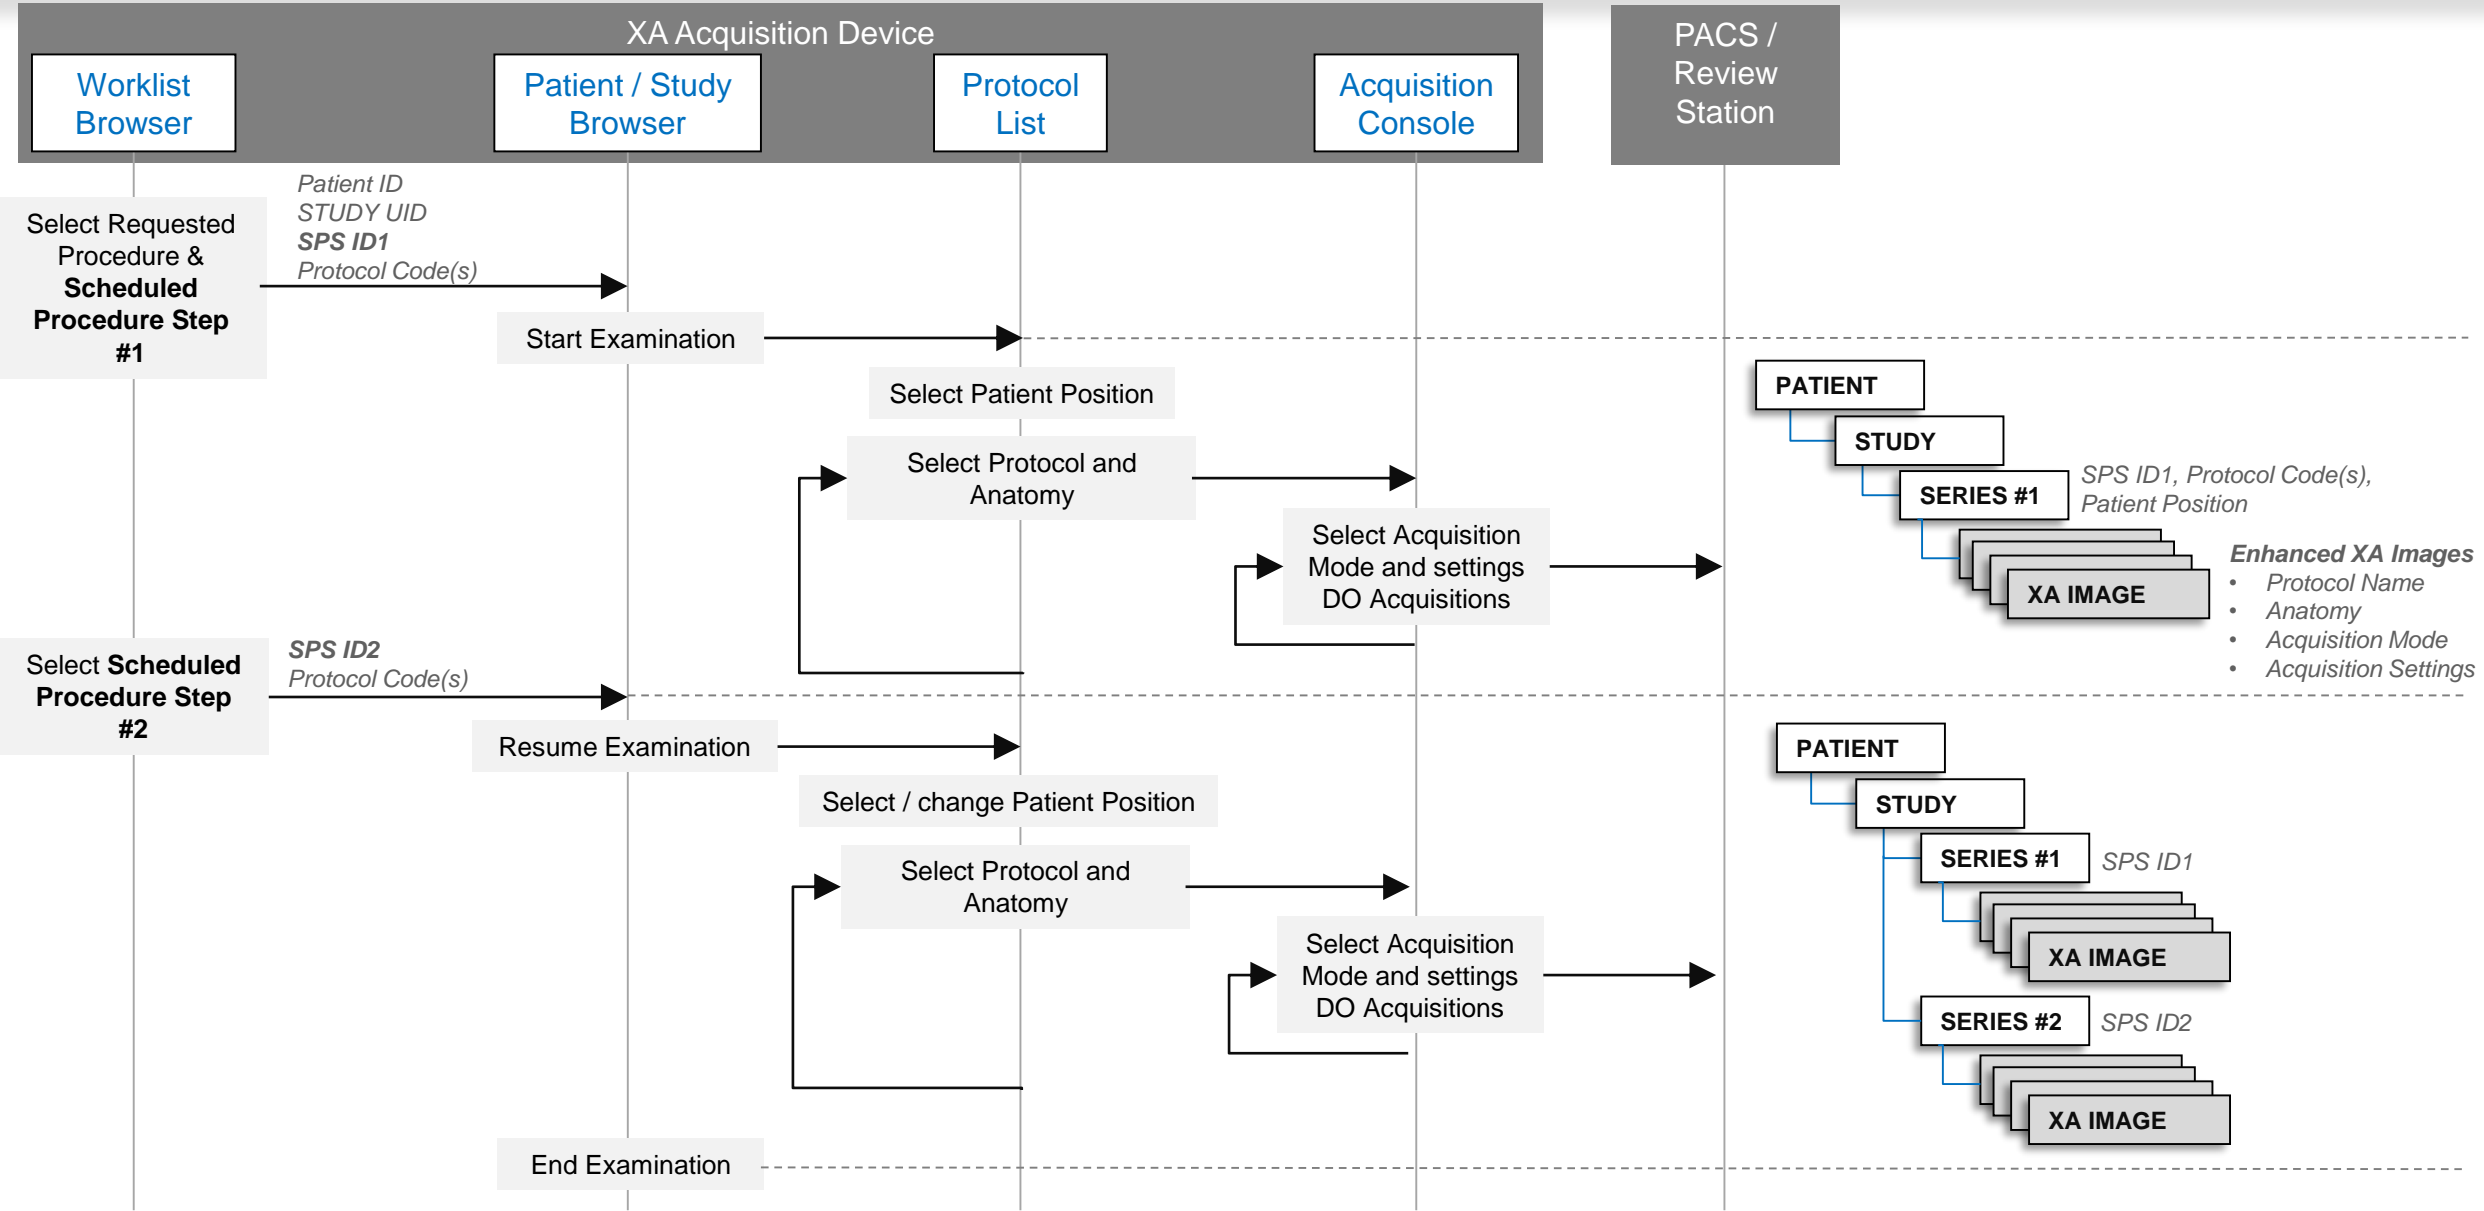 XA Acquisition Device
PACS /
Review
Station
Worklist
Browser
Patient / Study
Browser
Protocol
List
Acquisition
Console
Patient ID
STUDY UID
SPS ID1
Protocol Code(s)
Select Requested
Procedure &
Scheduled
Procedure Step
#1
Start Examination
Select Patient Position
Select Protocol and
Anatomy
Select Acquisition
Mode and settings
DO Acquisitions
PATIENT
STUDY
SERIES #1
SPS ID1, Protocol Code(s),
Patient Position
XA IMAGE
Enhanced XA Images
• Protocol Name
• Anatomy
• Acquisition Mode
• Acquisition Settings
Select Scheduled
Procedure Step
#2
SPS ID2
Protocol Code(s)
Resume Examination
Select / change Patient Position
Select Protocol and
Anatomy
Select Acquisition
Mode and settings
DO Acquisitions
PATIENT
STUDY
SERIES #1
SPS ID1
XA IMAGE
SERIES #2
SPS ID2
XA IMAGE
End Examination